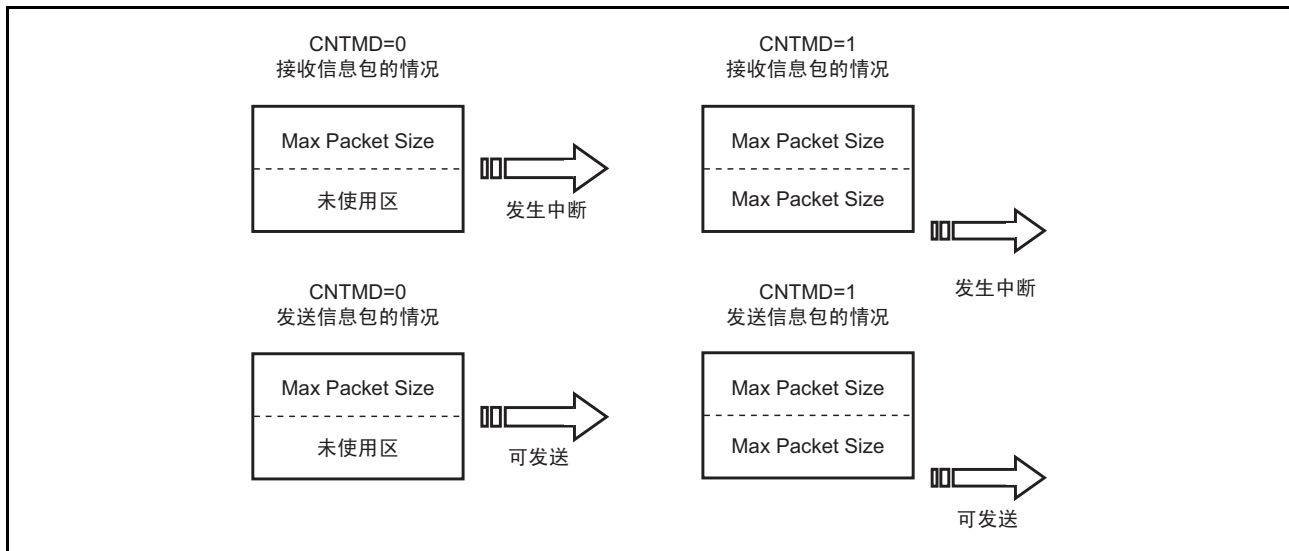 CNTMD=0
接收信息包的情况
Max Packet Size
未使用区
发生中断
CNTMD=1
接收信息包的情况
Max Packet Size
Max Packet Size
发生中断
CNTMD=0
发送信息包的情况
Max Packet Size
未使用区
可发送
CNTMD=1
发送信息包的情况
Max Packet Size
Max Packet Size
可发送